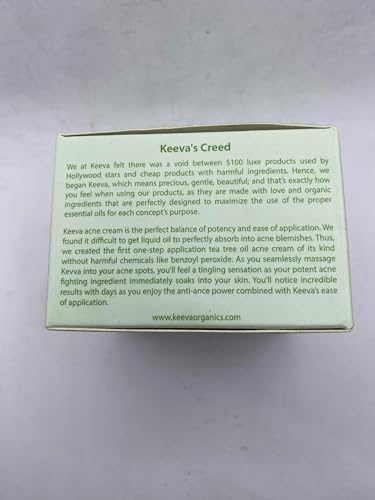 Keeva's Creed
We at Keeva felt there was a void between $100 luxe products used by
Hollywood stars and cheap products with harmful ingredients. Hence, we
began Keeva, which means precious, gentle, beautiful; and that's exactly how
you feel when using our products, as they are made with love and organic
ingredients that are perfectly designed to maximize the use of the proper
essential oils for each concept's purpose.
Keeva acne cream is the perfect balance of potency and ease of application. We
found it difficult to get liquid oil to perfectly absorb into acne blemishes. Thus,
we created the first one-step application tea tree oil acne cream of its kind
without harmful chemicals like benzoyl peroxide. As you seamlessly massage
Kevva into your acne spots, you'll feel a tingling sensation as your potent acne
fighting ingredient immediately soaks into your skin. You'll notice incredible
results with days as you enjoy the anti-ance power combined with Keeva's ease
of application.
www.keevaorganics.com